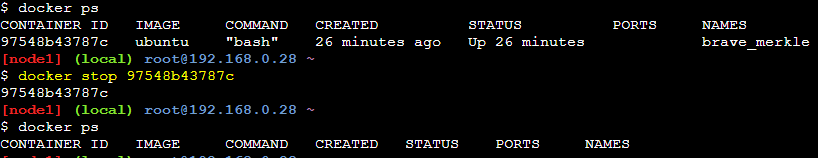 $ docker ps
CONTAINER ID IMAGE COMMAND CREATED STATUS PORTS NAMES
97548b43787c ubuntu "bash" 26 minutes ago Up 26 minutes brave_merkle
[node1] (local) root@192.168.0.28 ~
$ docker stop 97548b43787c
97548b43787c
[node1] (local) root@192.168.0.28 ~
$ docker ps
CONTAINER ID IMAGE COMMAND CREATED STATUS PORTS NAMES